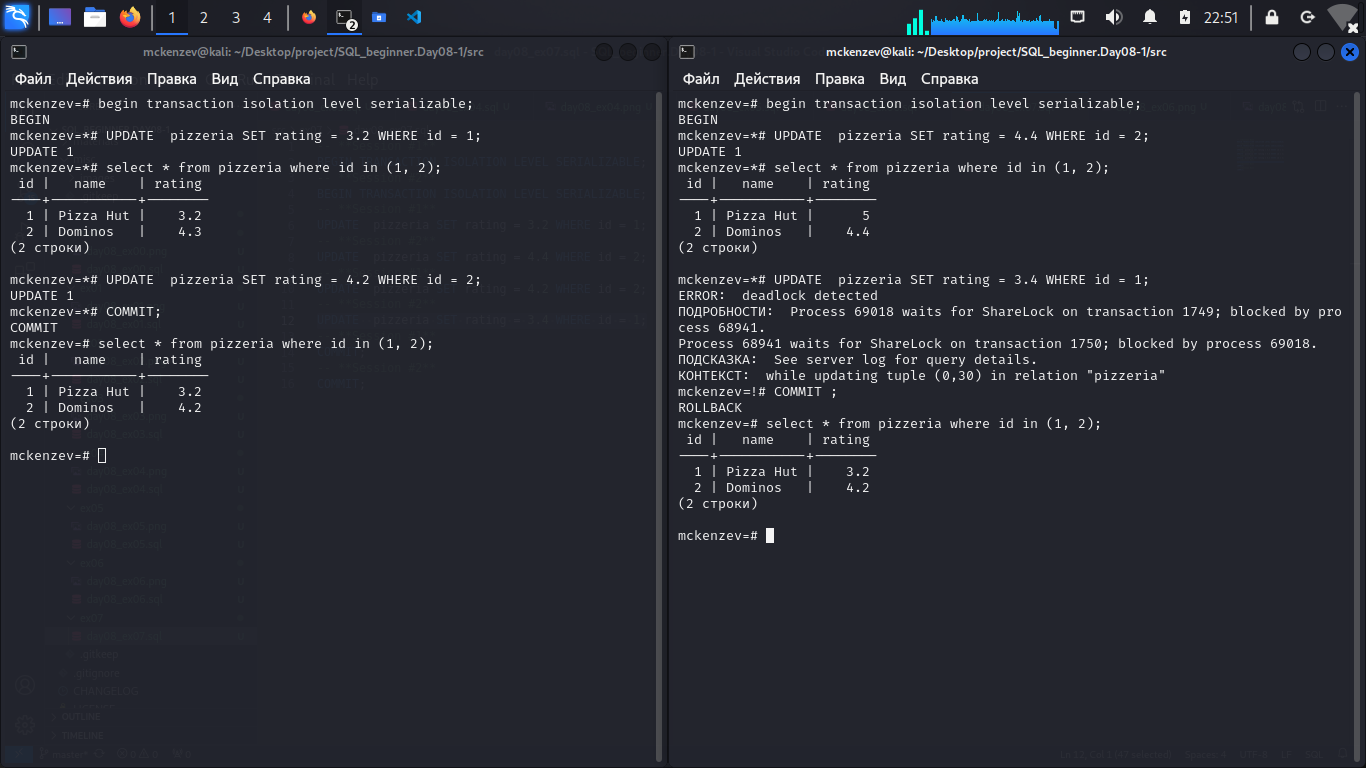 1 2 3 4 2 22:51
mckenzev@kali: ~/Desktop/project/SQL_beginner.Day08-1/src
Файл Действия Правка Вид Справка
mckenzev=# begin transaction isolation level serializable;
BEGIN
mckenzev=*# UPDATE  pizzeria SET rating = 3.2 WHERE id = 1;
UPDATE 1
mckenzev=*# select * from pizzeria where id in (1, 2);
 id |   name    | rating
----+-----------+--------
  1 | Pizza Hut |    3.2
  2 | Dominos   |    4.3
(2 строки)
mckenzev=*# UPDATE  pizzeria SET rating = 4.2 WHERE id = 2;
UPDATE 1
mckenzev=*# COMMIT;
COMMIT
mckenzev=# select * from pizzeria where id in (1, 2);
 id |   name    | rating
----+-----------+--------
  1 | Pizza Hut |    3.2
  2 | Dominos   |    4.2
(2 строки)
mckenzev=#
mckenzev@kali: ~/Desktop/project/SQL_beginner.Day08-1/src
Файл Действия Правка Вид Справка
mckenzev=# begin transaction isolation level serializable;
BEGIN
mckenzev=*# UPDATE  pizzeria SET rating = 4.4 WHERE id = 2;
UPDATE 1
mckenzev=*# select * from pizzeria where id in (1, 2);
 id |   name    | rating
----+-----------+--------
  1 | Pizza Hut |      5
  2 | Dominos   |    4.4
(2 строки)
mckenzev=*# UPDATE  pizzeria SET rating = 3.4 WHERE id = 1;
ERROR:  deadlock detected
ПОДРОБНОСТИ:  Process 69018 waits for ShareLock on transaction 1749; blocked by pro
cess 68941.
Process 68941 waits for ShareLock on transaction 1750; blocked by process 69018.
ПОДСКАЗКА:  See server log for query details.
КОНТЕКСТ:  while updating tuple (0,30) in relation "pizzeria"
mckenzev=!# COMMIT ;
ROLLBACK
mckenzev=# select * from pizzeria where id in (1, 2);
 id |   name    | rating
----+-----------+--------
  1 | Pizza Hut |    3.2
  2 | Dominos   |    4.2
(2 строки)
mckenzev=#